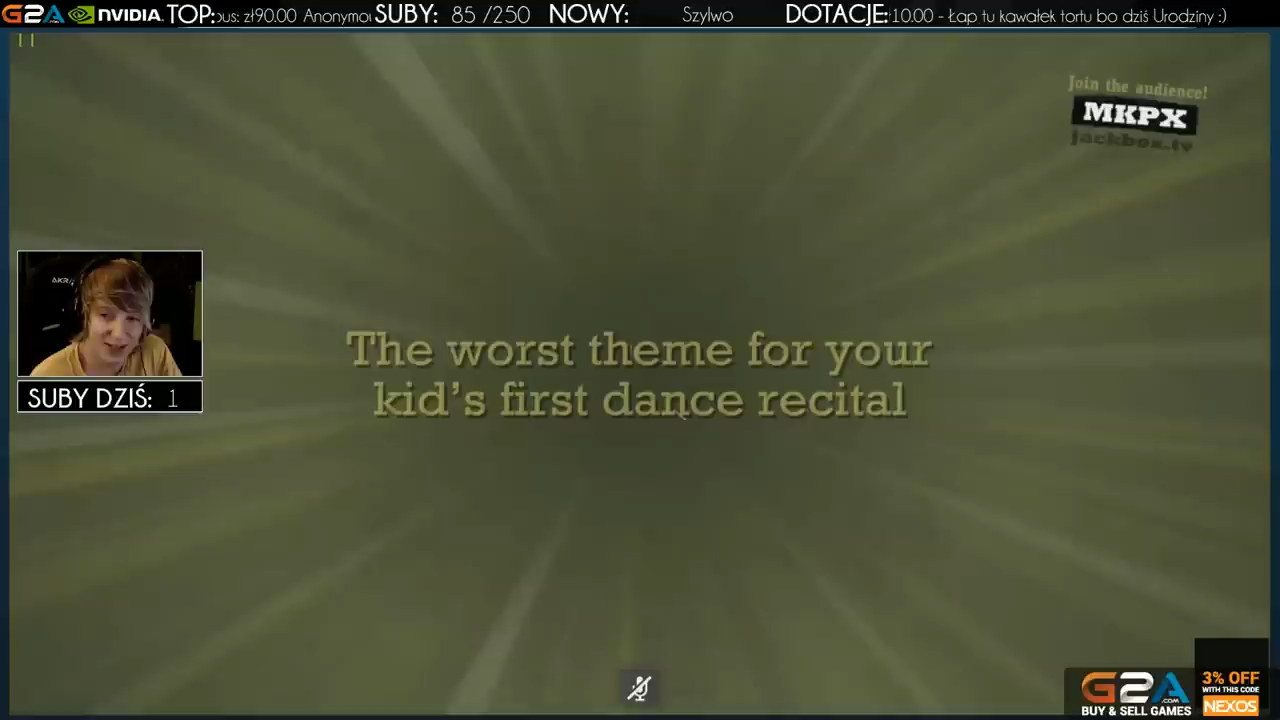 G2A NVIDIA. TOP: pus: zł90.00 Anonymo SUBY: 85 /250 NOWY: Szylwo DOTACJE: 10.00 - Łap tu kawałek tortu bo dziś Urodziny :)
Join the audience!
MKPX
jackbox.tv
The worst theme for your
kid's first dance recital
SUBY DZIŚ: 1
G2A.COM
BUY & SELL GAMES
3% OFF
WITH THIS CODE
NEXOS